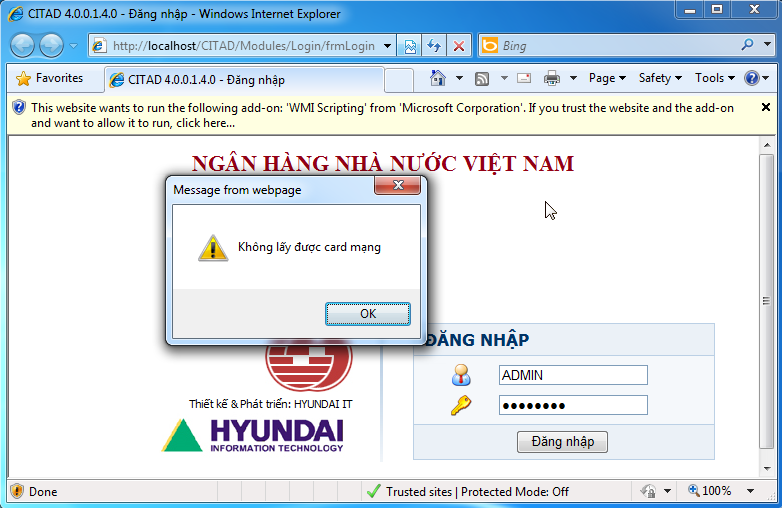 CITAD 4.0.0.1.4.0 - Đăng nhập - Windows Internet Explorer
http://localhost/CITAD/Modules/Login/frmLogin
Bing
Favorites
CITAD 4.0.0.1.4.0 - Đăng nhập
Page
Safety
Tools
This website wants to run the following add-on: 'WMI Scripting' from 'Microsoft Corporation'. If you trust the website and the add-on
and want to allow it to run, click here...
NGÂN HÀNG NHÀ NƯỚC VIỆT NAM
Message from webpage
Không lấy được card mạng
OK
ĐĂNG NHẬP
ADMIN
Thiết kế & Phát triển: HYUNDAI IT
HYUNDAI
INFORMATION TECHNOLOGY
Đăng nhập
Done
Trusted sites | Protected Mode: Off
100%